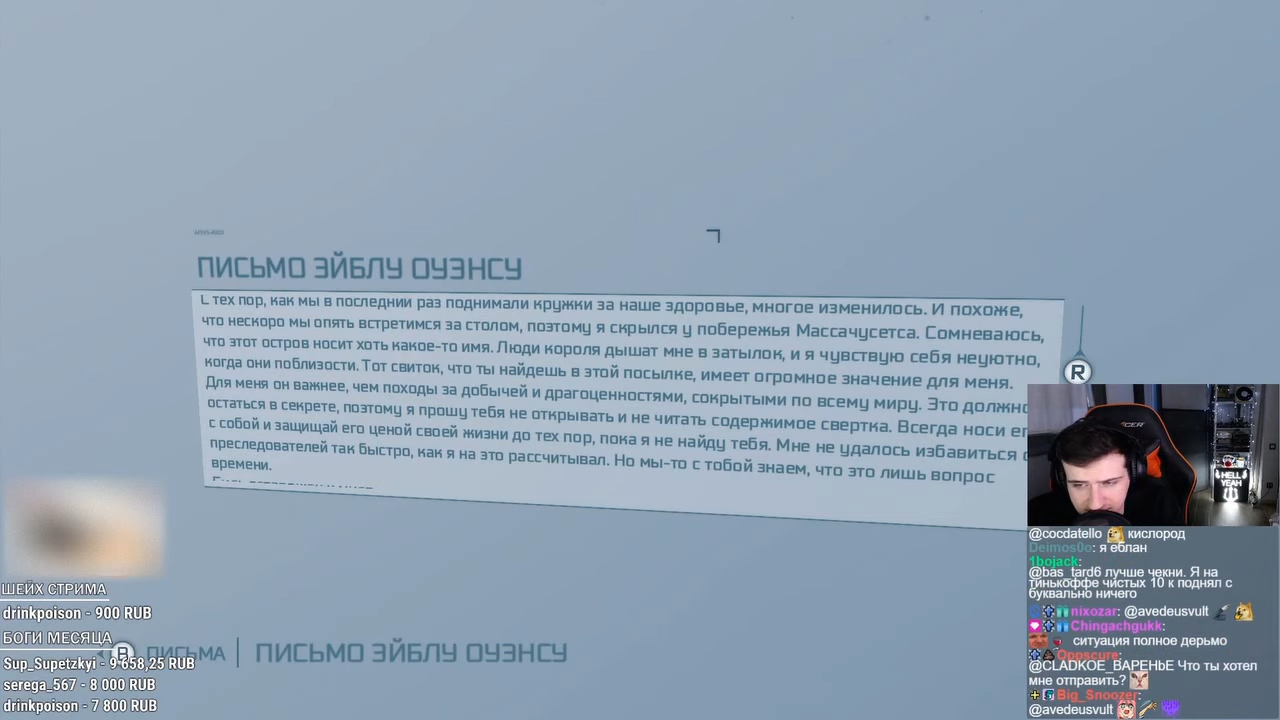 ПИСЬМО ЭЙБЛУ ОУЭНСУ
тех пор, как мы в последний раз поднимали кружки за наше здоровье, многое изменилось. И похоже,
что нескоро мы опять встретимся за столом, поэтому я скрылся у побережья Массачусетса. Сомневаюсь,
что этот остров носит хоть какое-то имя. Люди короля дышат мне в затылок, и я чувствую себя неуютно,
когда они поблизости. Тот свиток, что ты найдешь в этой посылке, имеет огромное значение для меня.
Для меня он важнее, чем походы за добычей и драгоценностями, сокрытыми по всему миру. Это должно
остаться в секрете, поэтому я прошу тебя не открывать и не читать содержимое свертка. Всегда носи
с собой и защищай его ценой своей жизни до тех пор, пока я не найду тебя. Мне не удалось избавиться
преследователей так быстро, как я на это рассчитывал. Но мы-то с тобой знаем, что это лишь вопрос
времени.
R
ШЕЙХ СТРИМА
drinkpoison - 900 RUB
БОГИ МЕСЯЦА
Sup_Supetzkyi - 9 658,25 RUB
serega_567 - 8 000 RUB
drinkpoison - 7 800 RUB
B ПИСЬМА | ПИСЬМО ЭЙБЛУ ОУЭНСУ
HELL
YEAH
@cocdatello кислород
Deimos0o: я еблан
1bojack:
@bas_tard6 лучше чекни. Я на
тинькоффе чистых 10 к поднял с
буквально ничего
nixozar: @avedeusvult
Chingachgukk:
ситуация полное дерьмо
Oppscure:
@CLADKOE_BAPEHbE Что ты хотел
мне отправить?
Big_Snoozer:
@avedeusvult